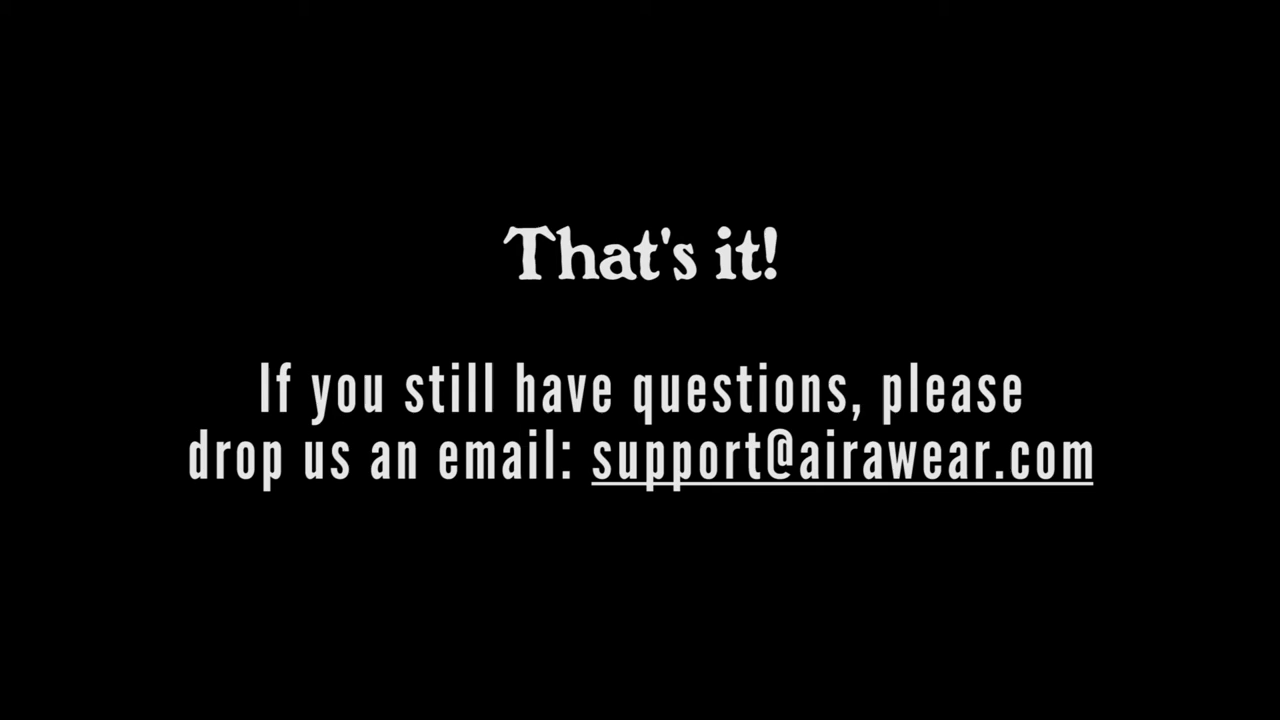 That's it!
If you still have questions, please
drop us an email: support@airawear.com